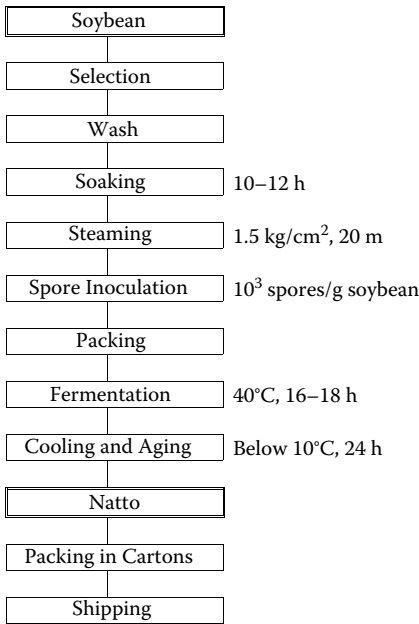 Soybean
Selection
Wash
Soaking 10–12 h
Steaming 1.5 kg/cm², 20 m
Spore Inoculation 10³ spores/g soybean
Packing
Fermentation 40°C, 16–18 h
Cooling and Aging Below 10°C, 24 h
Natto
Packing in Cartons
Shipping